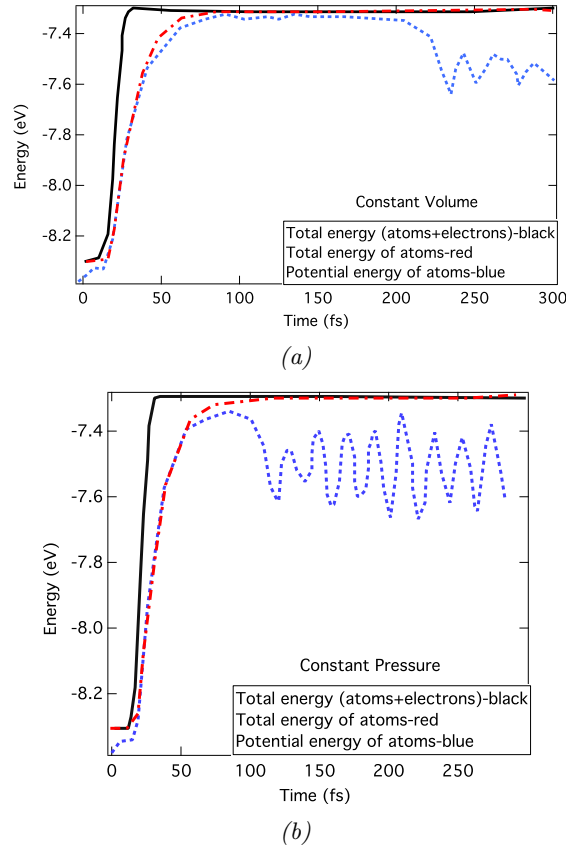 -7.4
-7.6
-7.8
-8.0
-8.2
Energy (eV)
Constant Volume
Total energy (atoms+electrons)-black
Total energy of atoms-red
Potential energy of atoms-blue
0 50 100 150 200 250 300
Time (fs)
(a)
-7.4
-7.6
-7.8
-8.0
-8.2
Energy (eV)
Constant Pressure
Total energy (atoms+electrons)-black
Total energy of atoms-red
Potential energy of atoms-blue
0 50 100 150 200 250
Time (fs)
(b)